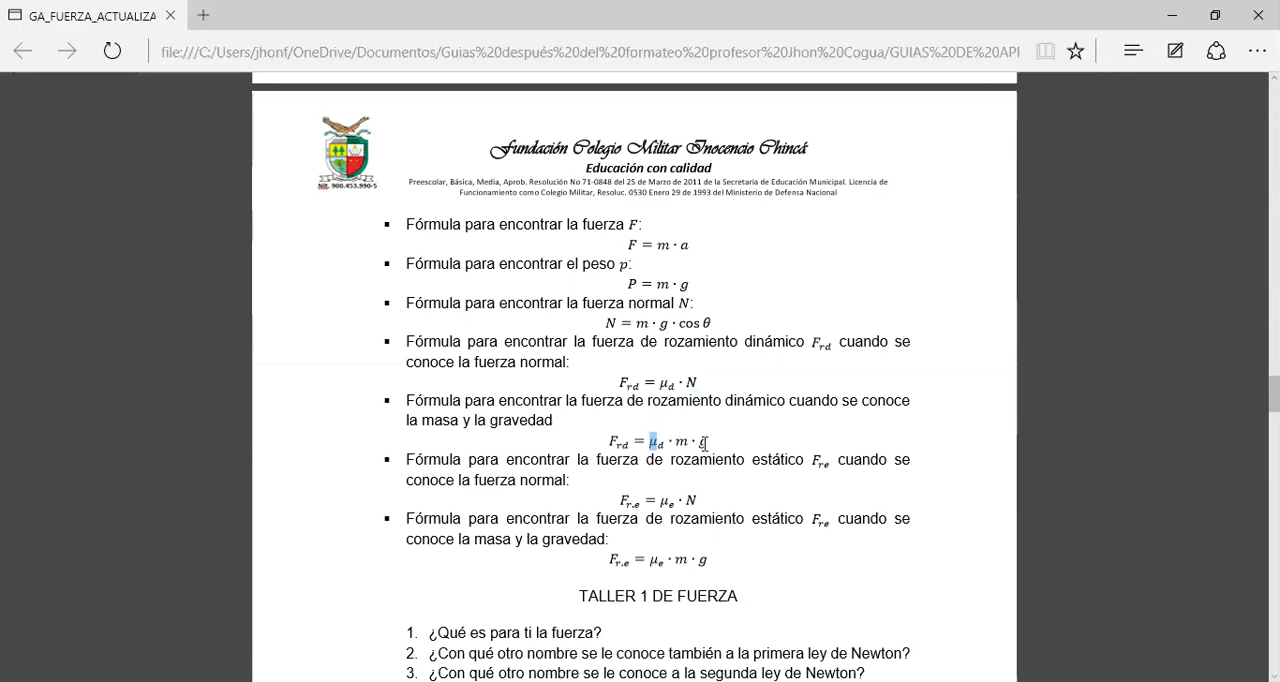 GA_FUERZA_ACTUALIZA
file:///C:/Users/jhonf/OneDrive/Documentos/Guias%20después%20del%20formateo%20profesor%20Jhon%20Cogua/GUIAS%20DE%20API
Fundación Colegio Militar Inocencio Chincá
Educación con calidad
Preescolar, Básica, Media, Aprob. Resolución No 71-0848 del 25 de Marzo de 2011 de la Secretaria de Educación Municipal. Licencia de
Funcionamiento como Colegio Militar, Resoluc. 0530 Enero 29 de 1993 del Ministerio de Defensa Nacional
Nit. 900.453.990-5
▪ Fórmula para encontrar la fuerza F:
F = m · a
▪ Fórmula para encontrar el peso p:
P = m · g
▪ Fórmula para encontrar la fuerza normal N:
N = m · g · cos θ
▪ Fórmula para encontrar la fuerza de rozamiento dinámico F_rd cuando se
conoce la fuerza normal:
F_rd = μ_d · N
▪ Fórmula para encontrar la fuerza de rozamiento dinámico cuando se conoce
la masa y la gravedad
F_rd = μ_d · m · g
▪ Fórmula para encontrar la fuerza de rozamiento estático F_re cuando se
conoce la fuerza normal:
F_r.e = μ_e · N
▪ Fórmula para encontrar la fuerza de rozamiento estático F_re cuando se
conoce la masa y la gravedad:
F_r.e = μ_e · m · g
TALLER 1 DE FUERZA
1. ¿Qué es para ti la fuerza?
2. ¿Con qué otro nombre se le conoce también a la primera ley de Newton?
3. ¿Con qué otro nombre se le conoce a la segunda ley de Newton?